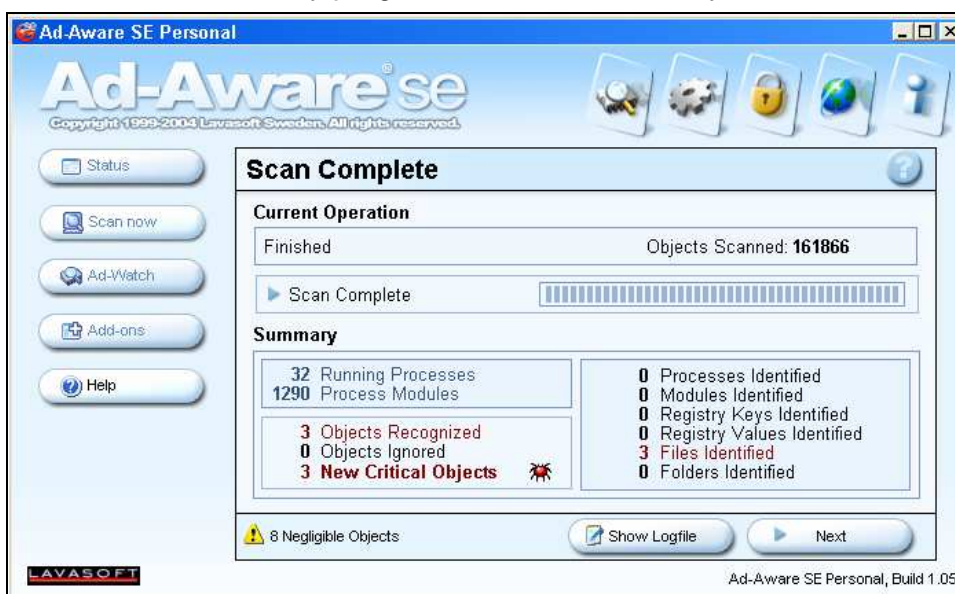 Ad-Aware SE Personal
Ad-Aware® se
Copyright 1999-2004 Lavasoft Sweden. All rights reserved.
Status
Scan now
Ad-Watch
Add-ons
Help
Scan Complete
Current Operation
Finished
Objects Scanned: 161866
Scan Complete
Summary
32 Running Processes
1290 Process Modules
3 Objects Recognized
0 Objects Ignored
3 New Critical Objects
0 Processes Identified
0 Modules Identified
0 Registry Keys Identified
0 Registry Values Identified
3 Files Identified
0 Folders Identified
8 Negligible Objects
Show Logfile
Next
LAVASOFT
Ad-Aware SE Personal, Build 1.05